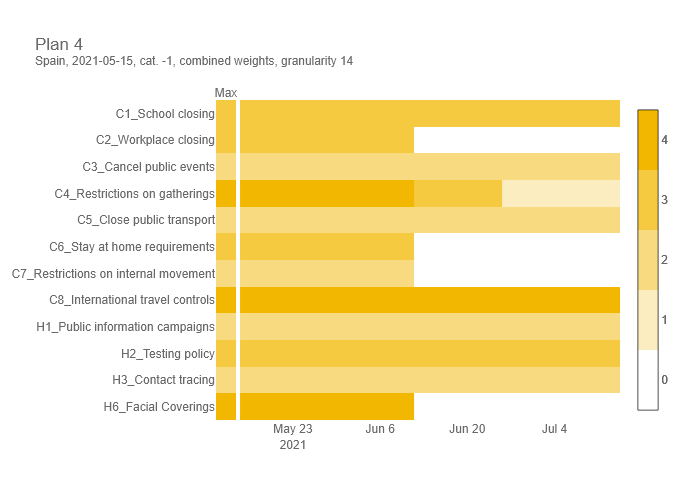 Plan 4
Spain, 2021-05-15, cat. -1, combined weights, granularity 14
Max
C1_School closing
C2_Workplace closing
C3_Cancel public events
C4_Restrictions on gatherings
C5_Close public transport
C6_Stay at home requirements
C7_Restrictions on internal movement
C8_International travel controls
H1_Public information campaigns
H2_Testing policy
H3_Contact tracing
H6_Facial Coverings
May 23 Jun 6 Jun 20 Jul 4
2021
4
3
2
1
0